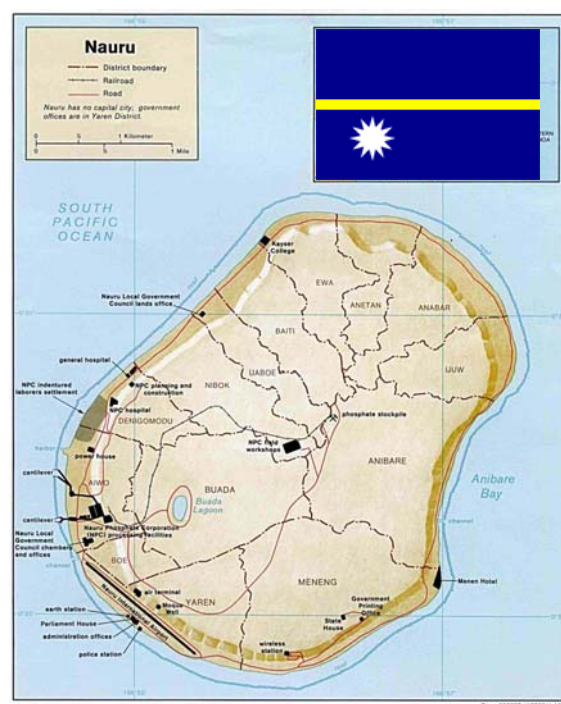 Nauru
District boundary
Railroad
Road
Nauru has no capital city; government
offices are in Yaren District.
0 .5 1 Kilometer
0 .5 1 Mile
SOUTH
PACIFIC
OCEAN
reef
Kayser
College
EWA
ANETAN
ANABAR
Nauru Local Government
Council lands office
BAITI
IJUW
UABOE
general hospital
NPC planning and
construction
NIBOK
NPC indentured
laborers settlement
NPC hospital
DENIGOMODU
phosphate stockpile
NPC field
workshops
harbor
power house
ANIBARE
cantilever
AIWO
BUADA
Buada
Lagoon
Anibare
Bay
cantilever
Nauru Phosphate Corporation
(NPC) processing facilities
channel
Nauru Local
Government
Council chambers
and offices
BOE
channel
MENENG
Menen Hotel
air terminal
YAREN
Moqua
Well
Government
Printing
Office
Nauru International Airport
earth station
State
House
Parliament House
administration offices
wireless
station
police station
reef